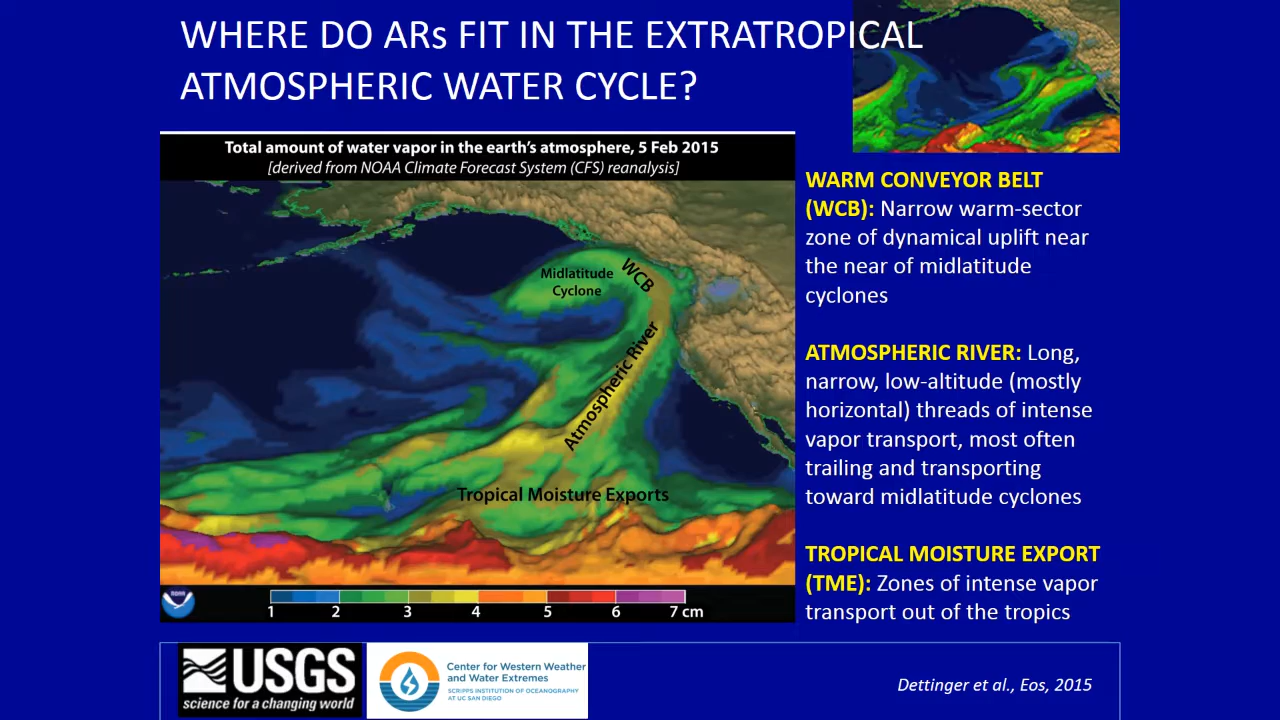 WHERE DO ARs FIT IN THE EXTRATROPICAL
ATMOSPHERIC WATER CYCLE?
Total amount of water vapor in the earth's atmosphere, 5 Feb 2015
[derived from NOAA Climate Forecast System (CFS) reanalysis]
Midlatitude
Cyclone
WCB
Atmospheric River
Tropical Moisture Exports
NOAA
1 2 3 4 5 6 7 cm
WARM CONVEYOR BELT
(WCB): Narrow warm-sector
zone of dynamical uplift near
the near of midlatitude
cyclones
ATMOSPHERIC RIVER: Long,
narrow, low-altitude (mostly
horizontal) threads of intense
vapor transport, most often
trailing and transporting
toward midlatitude cyclones
TROPICAL MOISTURE EXPORT
(TME): Zones of intense vapor
transport out of the tropics
USGS
science for a changing world
Center for Western Weather
and Water Extremes
SCRIPPS INSTITUTION OF OCEANOGRAPHY
AT UC SAN DIEGO
Dettinger et al., Eos, 2015